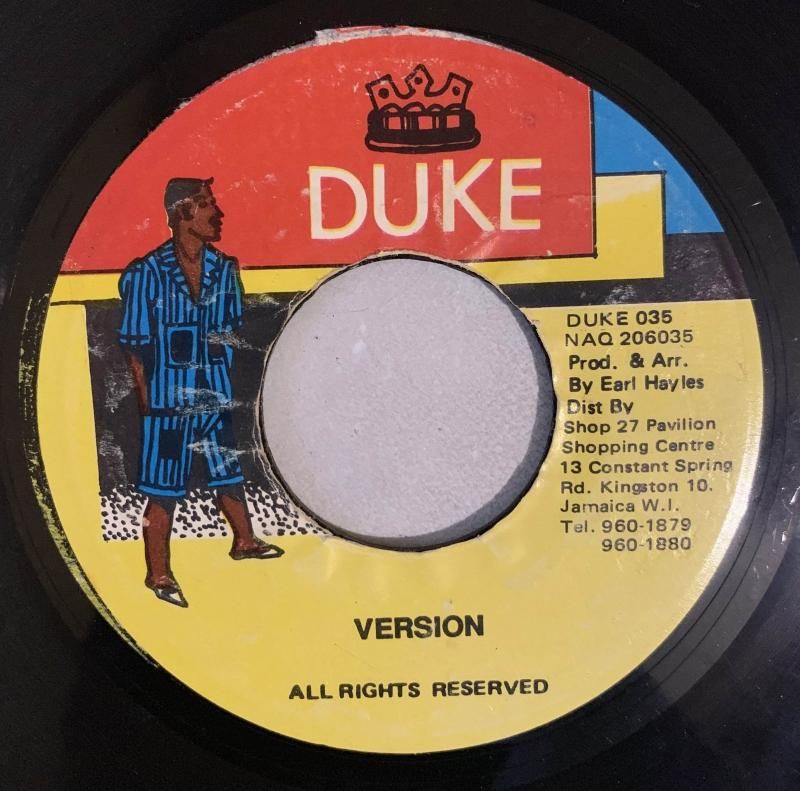 DUKE
DUKE 035
NAQ 206035
Prod. & Arr.
By Earl Hayles
Dist By
Shop 27 Pavilion
Shopping Centre
13 Constant Spring
Rd. Kingston 10.
Jamaica W.I.
Tel. 960-1879
960-1880
VERSION
ALL RIGHTS RESERVED